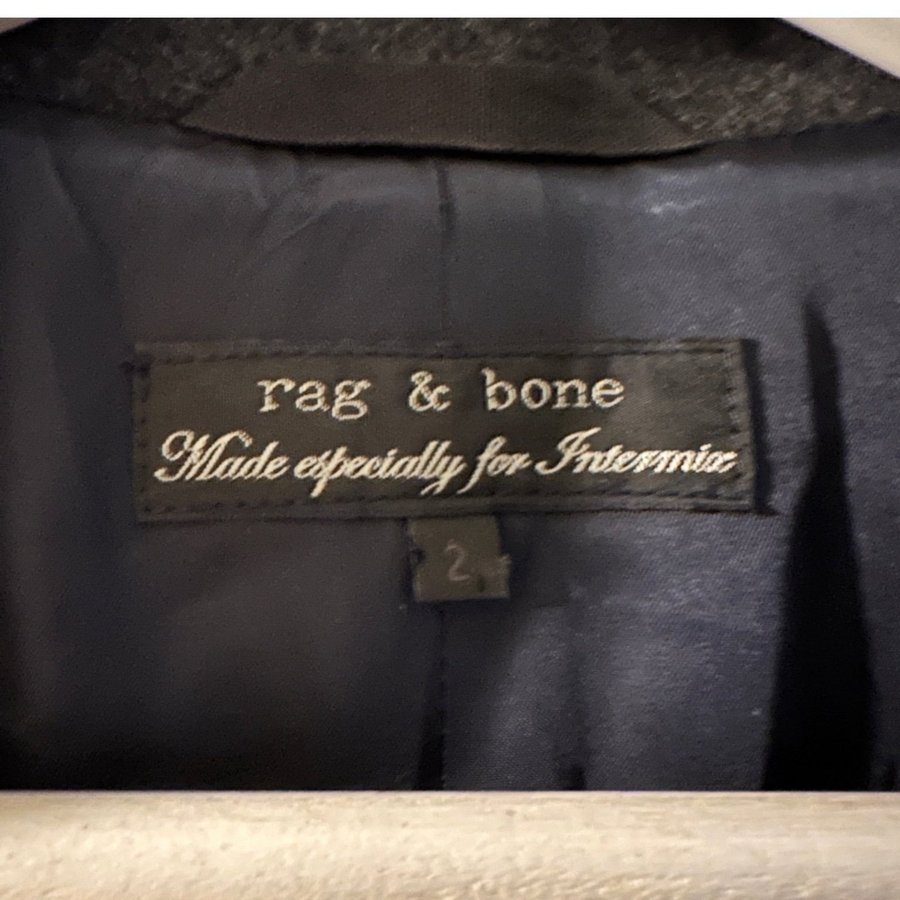 rag & bone
Made especially for Intermix
2